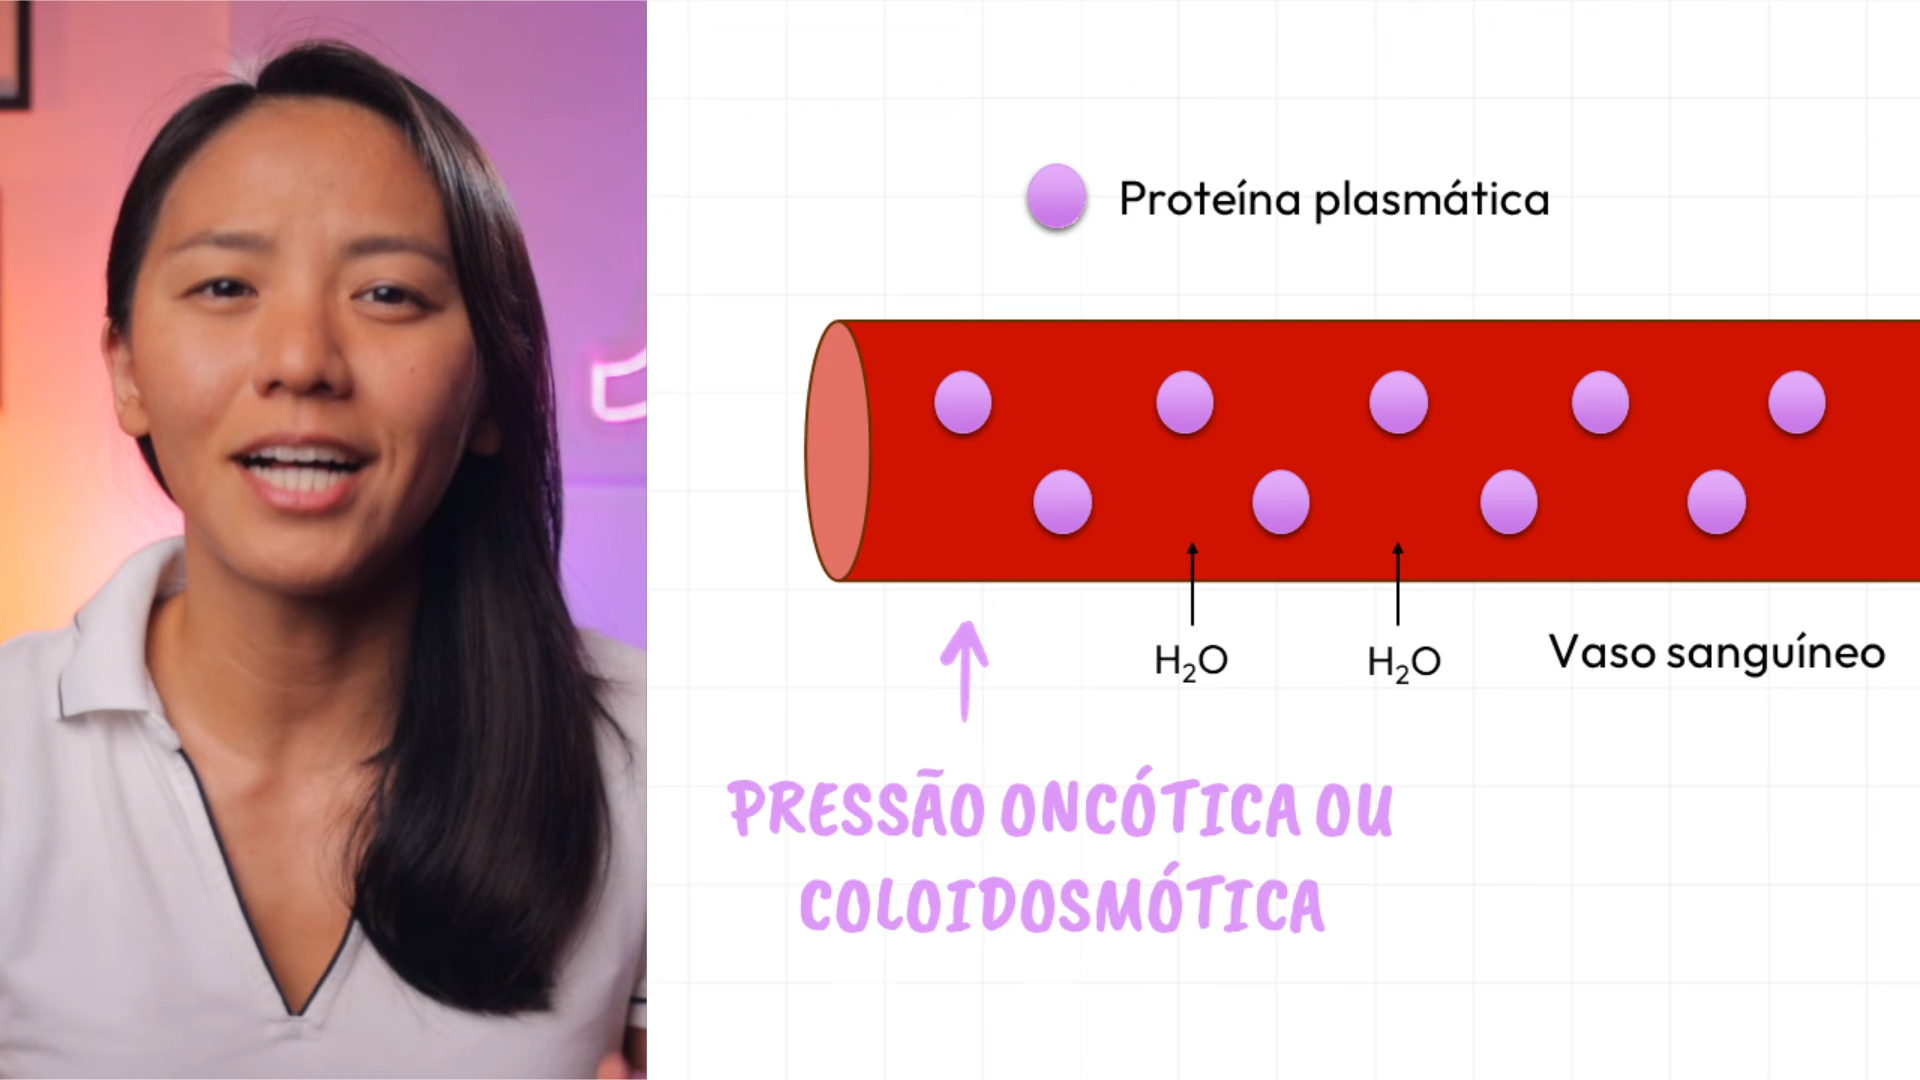 Proteína plasmática
H₂O
H₂O
Vaso sanguíneo
PRESSÃO ONCÓTICA OU
COLOIDOSMÓTICA